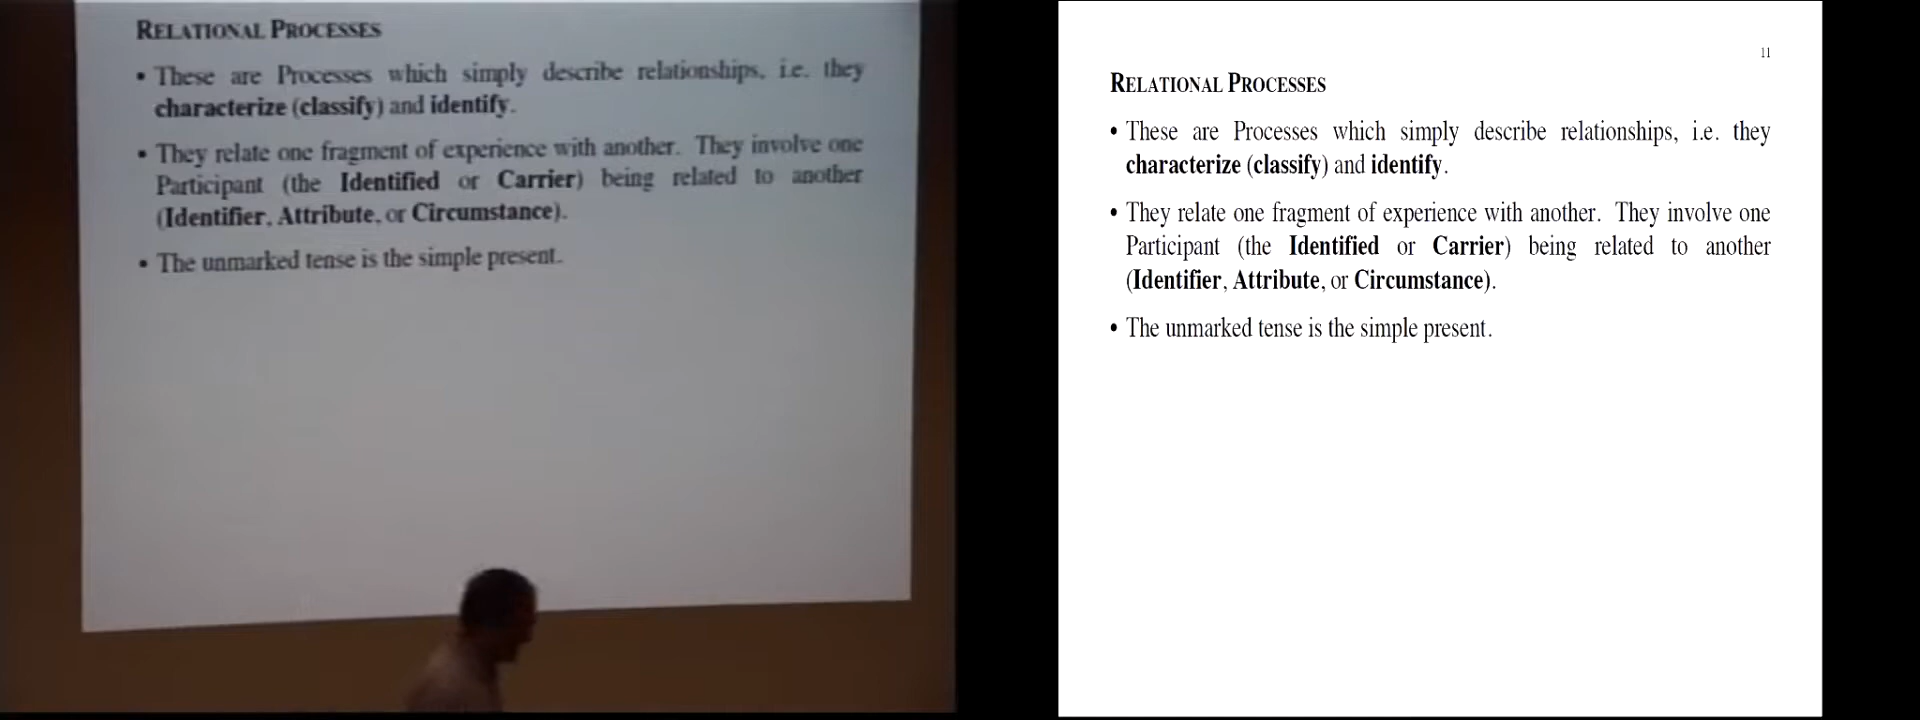 RELATIONAL PROCESSES
• These are Processes which simply describe relationships, i.e. they
characterize (classify) and identify.
• They relate one fragment of experience with another. They involve one
Participant (the Identified or Carrier) being related to another
(Identifier, Attribute, or Circumstance).
• The unmarked tense is the simple present.
11
RELATIONAL PROCESSES
• These are Processes which simply describe relationships, i.e. they
characterize (classify) and identify.
• They relate one fragment of experience with another. They involve one
Participant (the Identified or Carrier) being related to another
(Identifier, Attribute, or Circumstance).
• The unmarked tense is the simple present.